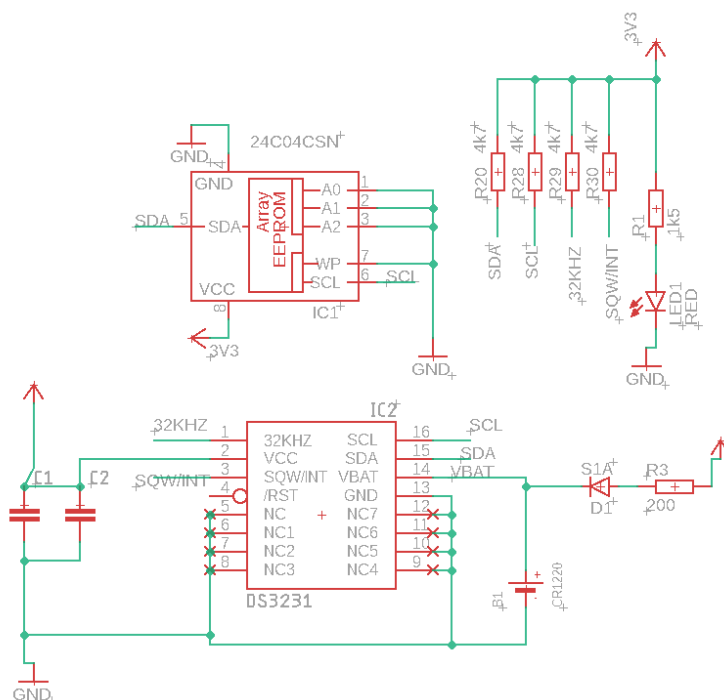 3V3
24C04CSN
GND
4
GND
A0
1
A1
2
A2
3
SDA
5
SDA
Array
EEPROM
WP
7
SCL
6
SCL
VCC
8
IC1
3V3
GND
4k7
4k7
4k7
4k7
R20
R28
R29
R30
SDA
SCL
32KHZ
SQW/INT
R1
1k5
LED1
RED
GND
IC2
32KHZ
1
32KHZ
SCL
16
SCL
2
VCC
SDA
15
SDA
SQW/INT
3
SQW/INT
VBAT
14
VBAT
4
/RST
GND
13
5
NC
NC7
12
6
NC1
NC6
11
7
NC2
NC5
10
8
NC3
NC4
9
DS3231
C1
C2
GND
S1A
D1
R3
200
B1
+
-
CR1220